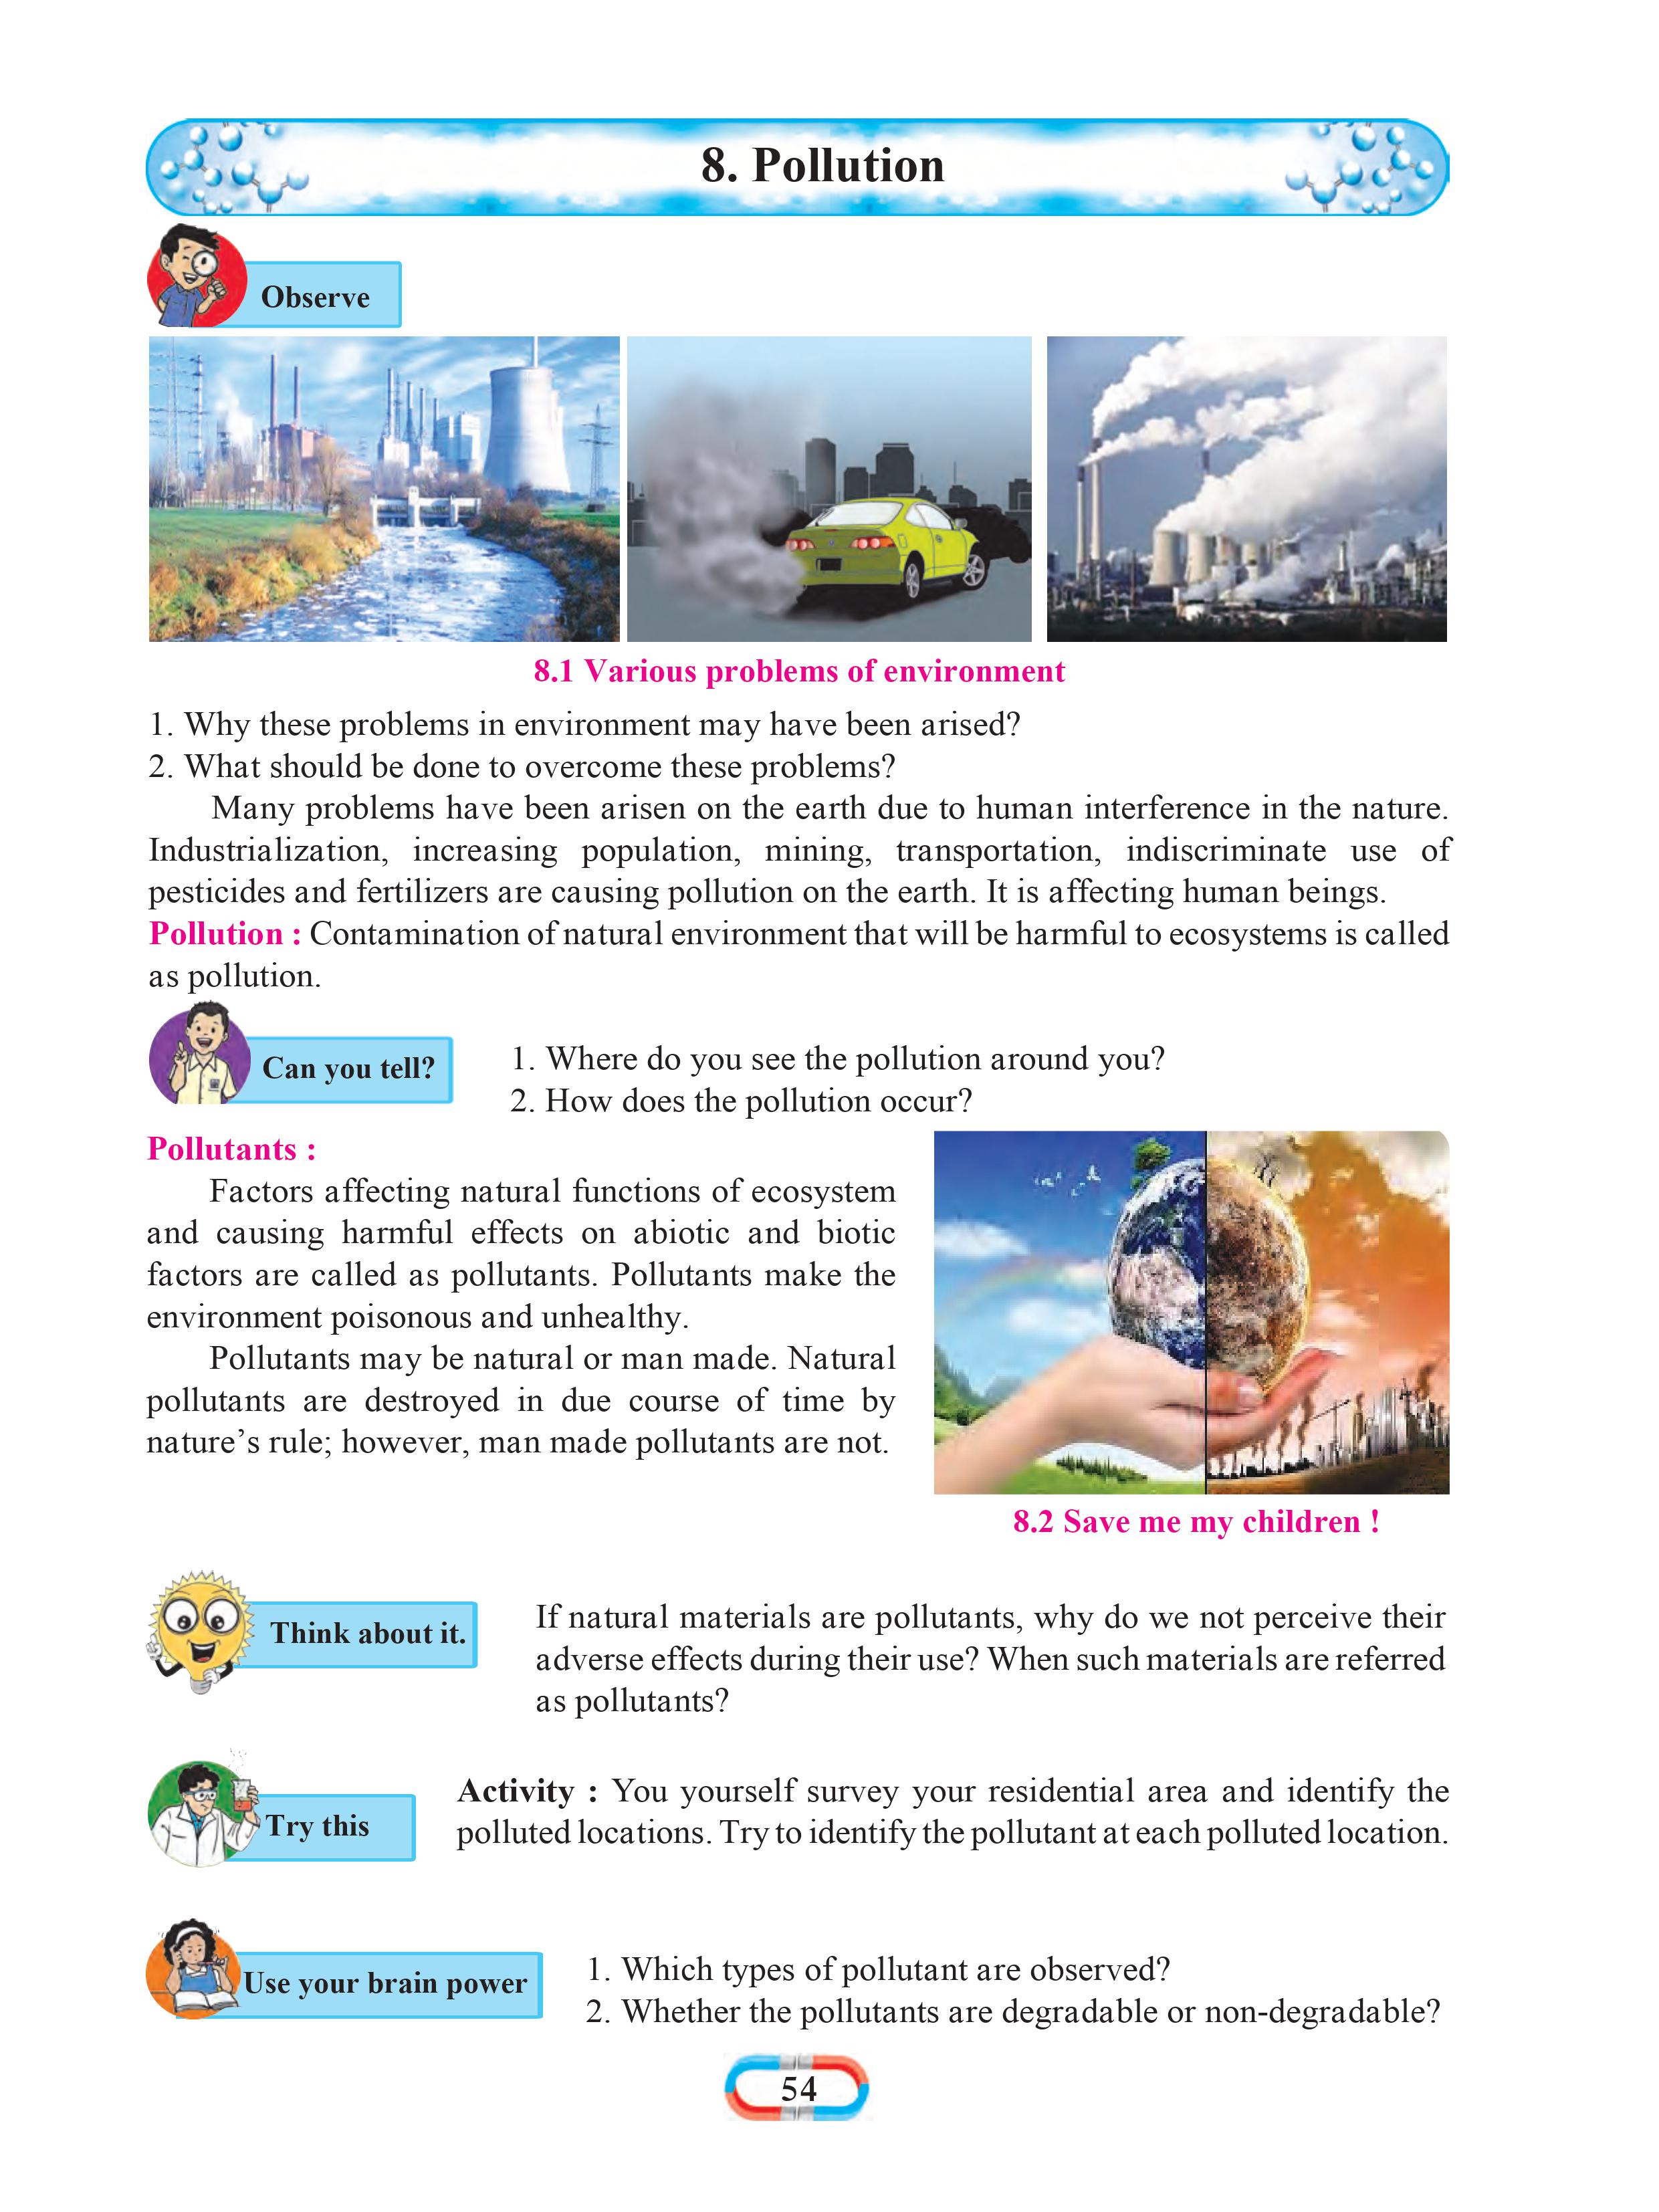 8. Pollution
Observe
8.1 Various problems of environment
1. Why these problems in environment may have been arised?
2. What should be done to overcome these problems?
Many problems have been arisen on the earth due to human interference in the nature.
Industrialization, increasing population, mining, transportation, indiscriminate use of
pesticides and fertilizers are causing pollution on the earth. It is affecting human beings.
Pollution : Contamination of natural environment that will be harmful to ecosystems is called
as pollution.
Can you tell?
1. Where do you see the pollution around you?
2. How does the pollution occur?
Pollutants :
Factors affecting natural functions of ecosystem
and causing harmful effects on abiotic and biotic
factors are called as pollutants. Pollutants make the
environment poisonous and unhealthy.
Pollutants may be natural or man made. Natural
pollutants are destroyed in due course of time by
nature’s rule; however, man made pollutants are not.
8.2 Save me my children !
Think about it.
If natural materials are pollutants, why do we not perceive their
adverse effects during their use? When such materials are referred
as pollutants?
Try this
Activity : You yourself survey your residential area and identify the
polluted locations. Try to identify the pollutant at each polluted location.
Use your brain power
1. Which types of pollutant are observed?
2. Whether the pollutants are degradable or non-degradable?
54